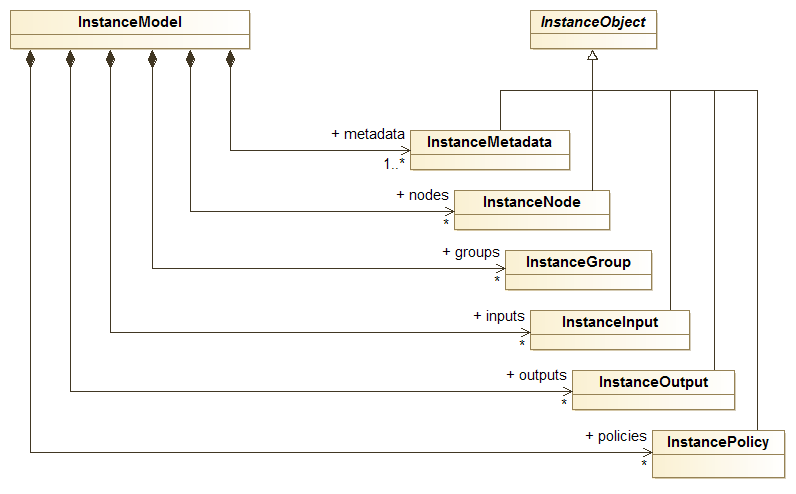 InstanceModel
InstanceObject
+ metadata
1..*
InstanceMetadata
+ nodes
*
InstanceNode
+ groups
*
InstanceGroup
+ inputs
*
InstanceInput
+ outputs
*
InstanceOutput
+ policies
*
InstancePolicy